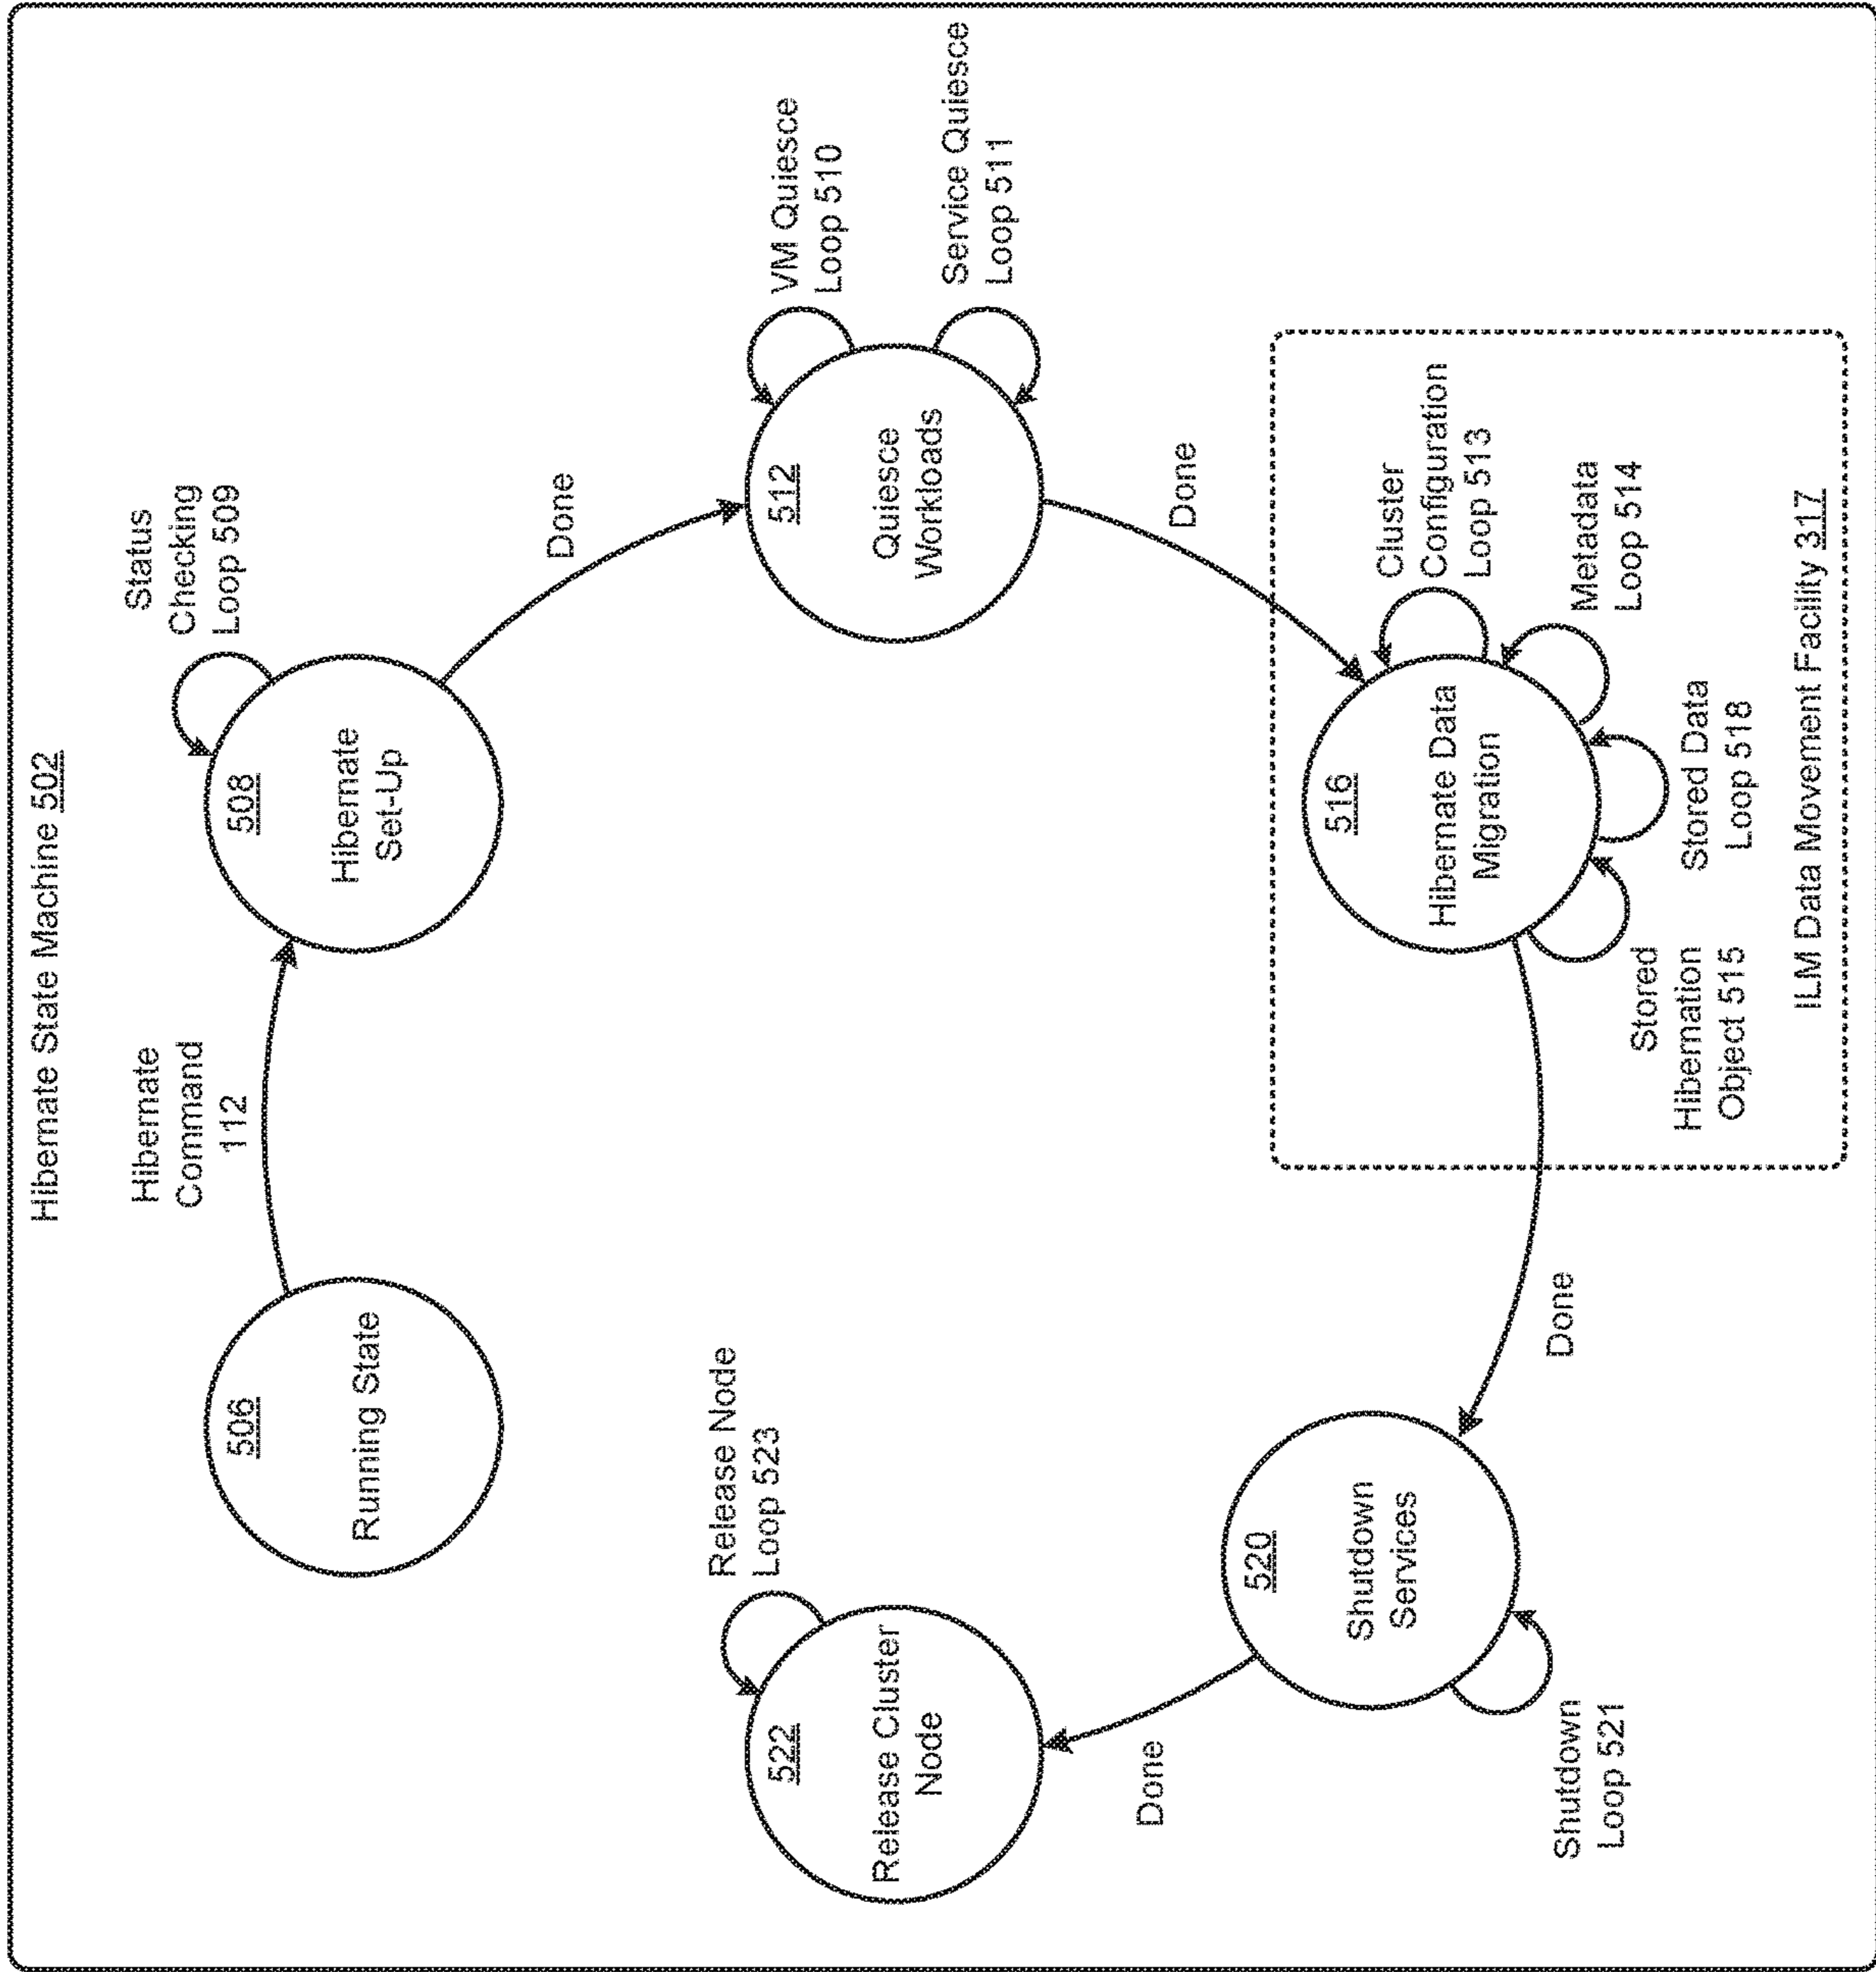 Hibernate State Machine 502
506
Running State
Hibernate
Command
112
508
Hibernate
Set-Up
Status
Checking
Loop 509
Done
512
Quiesce
Workloads
VM Quiesce
Loop 510
Service Quiesce
Loop 511
Done
516
Hibernate Data
Migration
Cluster
Configuration
Loop 513
Metadata
Loop 514
Stored Data
Loop 518
Stored
Hibernation
Object 515
ILM Data Movement Facility 317
Done
520
Shutdown
Services
Shutdown
Loop 521
Done
522
Release Cluster
Node
Release Node
Loop 523